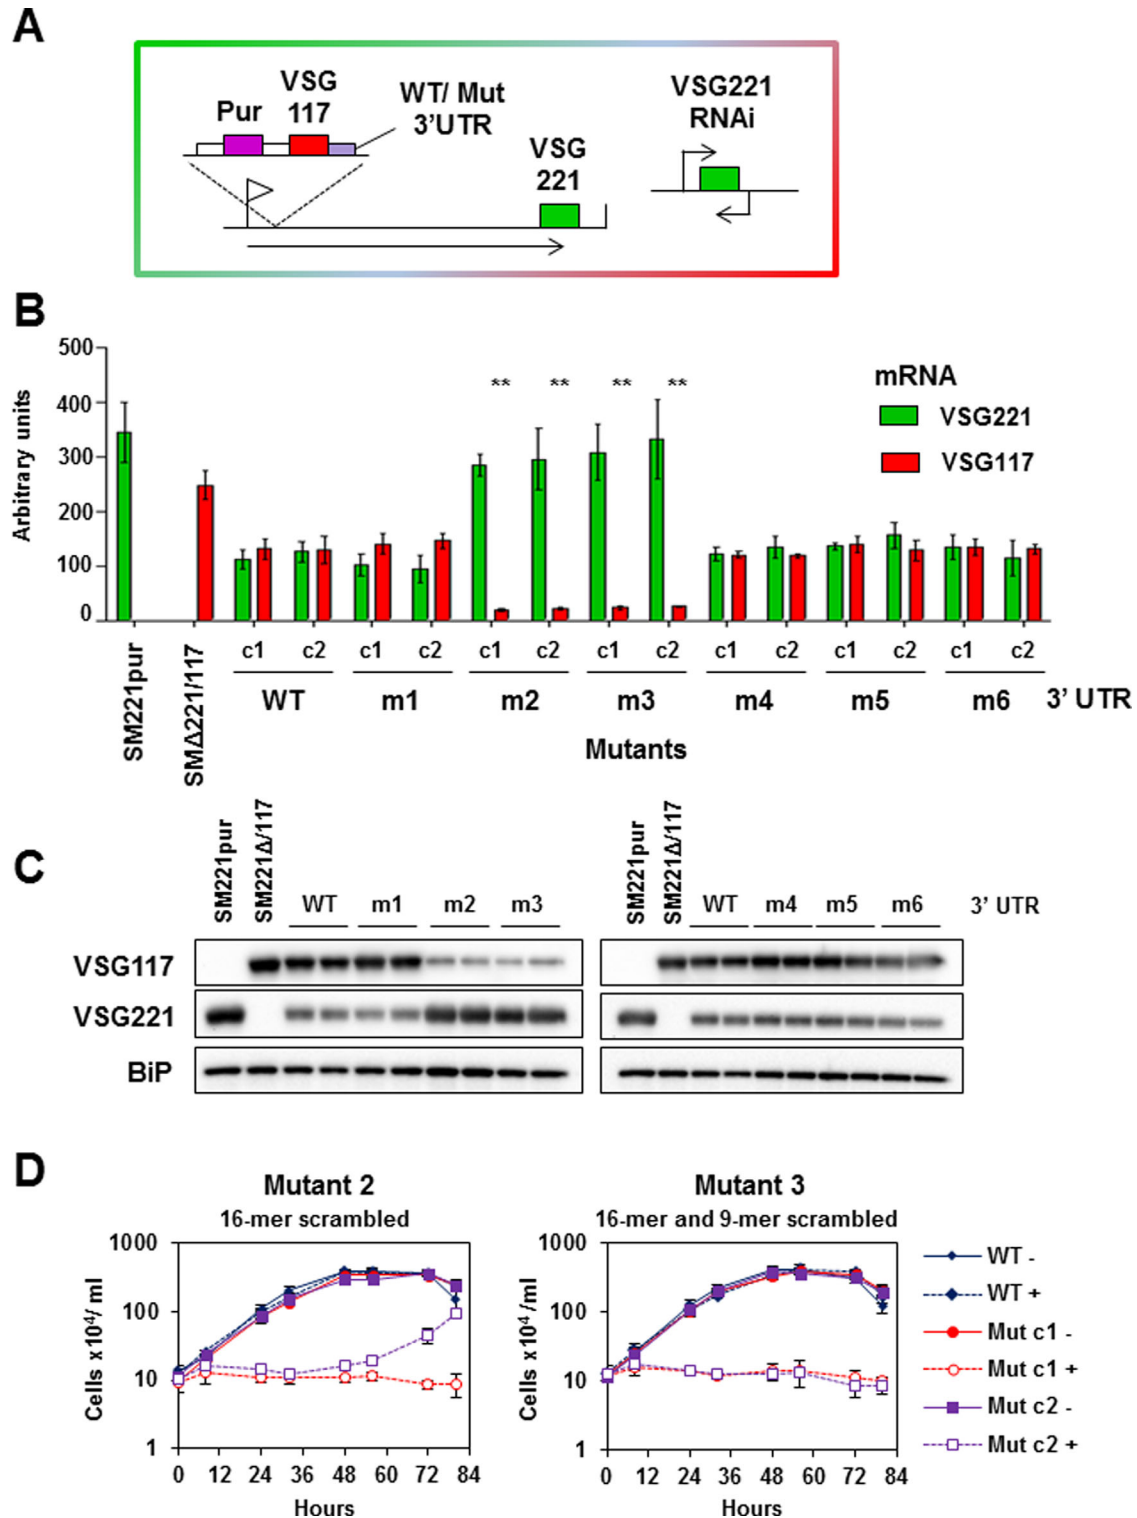 A
Pur
VSG
117
WT/ Mut
3'UTR
VSG
221
VSG221
RNAi
B
Arbitrary units
500
400
300
200
100
0
** ** ** **
mRNA
VSG221
VSG117
SM221pur
SMΔ221/117
c1 c2 c1 c2 c1 c2 c1 c2 c1 c2 c1 c2 c1 c2
WT m1 m2 m3 m4 m5 m6 3' UTR
Mutants
C
SM221pur
SM221Δ/117
WT m1 m2 m3
SM221pur
SM221Δ/117
WT m4 m5 m6 3' UTR
VSG117
VSG221
BiP
D
Mutant 2
16-mer scrambled
Cells x10⁴/ ml
1000
100
10
1
0 12 24 36 48 60 72 84
Hours
Mutant 3
16-mer and 9-mer scrambled
Cells x10⁴/ml
1000
100
10
1
0 12 24 36 48 60 72 84
Hours
WT -
WT +
Mut c1 -
Mut c1 +
Mut c2 -
Mut c2 +